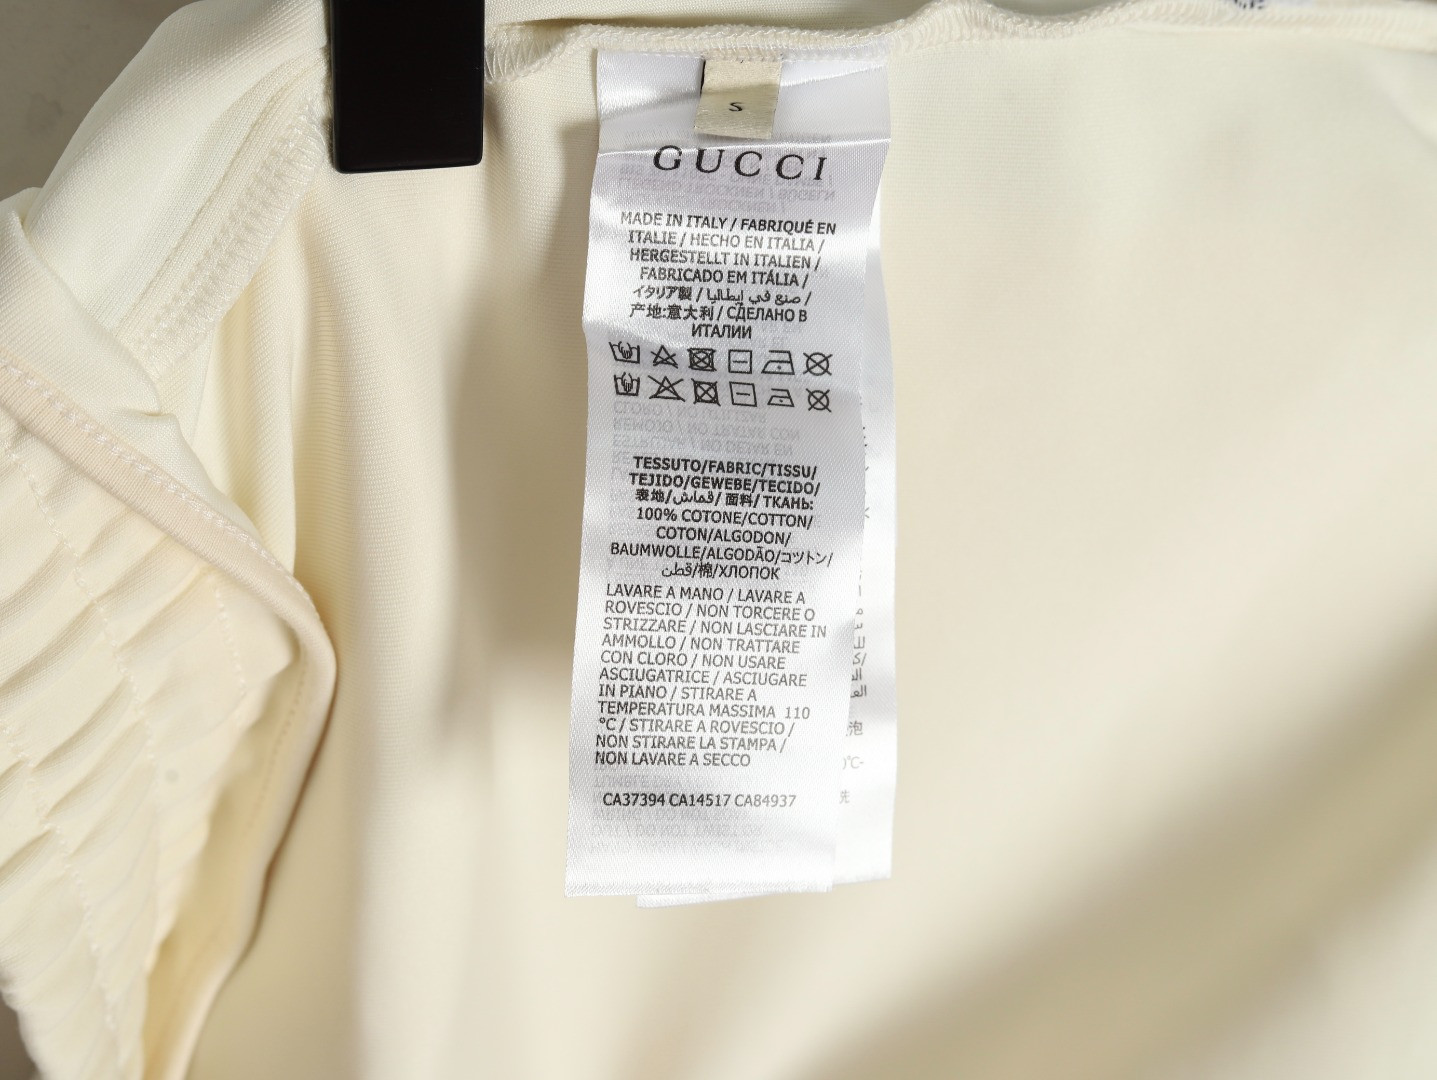 S
GUCCI
MADE IN ITALY / FABRIQUÉ EN
ITALIE / HECHO EN ITALIA /
HERGESTELLT IN ITALIEN /
FABRICADO EM ITÁLIA /
イタリア製 / صنع في إيطاليا /
产地:意大利 / СДЕЛАНО В
ИТАЛИИ
TESSUTO/FABRIC/TISSU/
TEJIDO/GEWEBE/TECIDO/
表地/قماش/ 面料/ ТКАНЬ:
100% COTONE/COTTON/
COTON/ALGODON/
BAUMWOLLE/ALGODÃO/コットン/
قطن/棉/ХЛОПОК
LAVARE A MANO / LAVARE A
ROVESCIO / NON TORCERE O
STRIZZARE / NON LASCIARE IN
AMMOLLO / NON TRATTARE
CON CLORO / NON USARE
ASCIUGATRICE / ASCIUGARE
IN PIANO / STIRARE A
TEMPERATURA MASSIMA 110
°C / STIRARE A ROVESCIO /
NON STIRARE LA STAMPA /
NON LAVARE A SECCO
CA37394 CA14517 CA84937